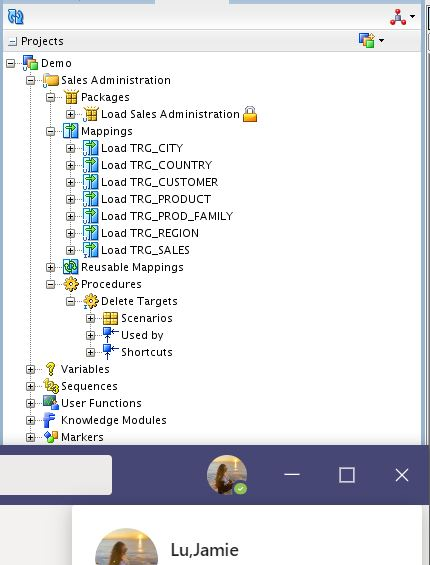 Projects
Demo
Sales Administration
Packages
Load Sales Administration
Mappings
Load TRG_CITY
Load TRG_COUNTRY
Load TRG_CUSTOMER
Load TRG_PRODUCT
Load TRG_PROD_FAMILY
Load TRG_REGION
Load TRG_SALES
Reusable Mappings
Procedures
Delete Targets
Scenarios
Used by
Shortcuts
Variables
Sequences
User Functions
Knowledge Modules
Markers
Lu,Jamie